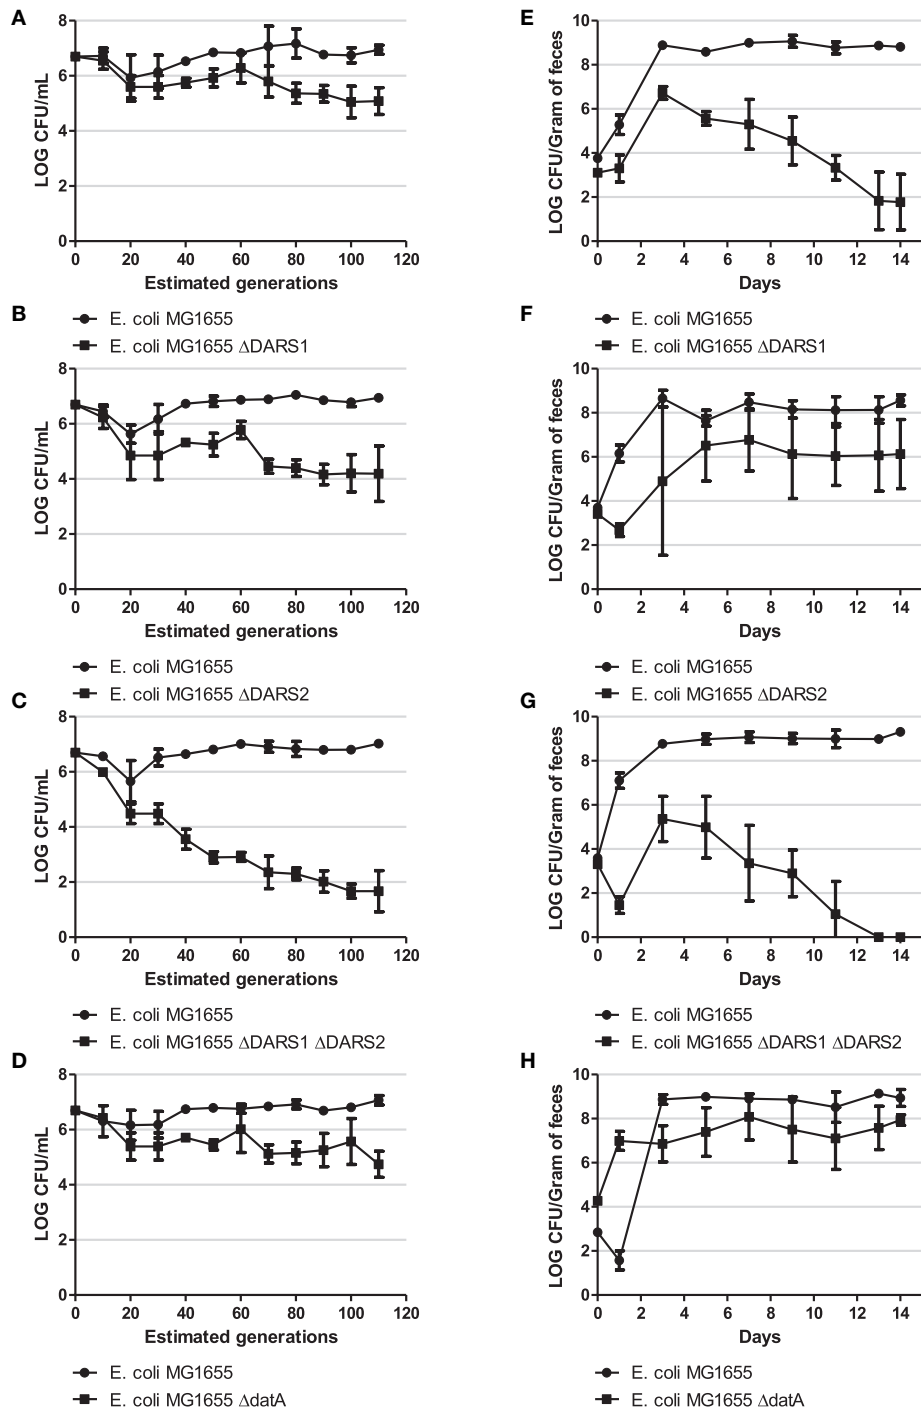 A
LOG CFU/mL
8
6
4
2
0
0 20 40 60 80 100 120
Estimated generations
E. coli MG1655
E. coli MG1655 ΔDARS1
B
LOG CFU/mL
8
6
4
2
0
0 20 40 60 80 100 120
Estimated generations
E. coli MG1655
E. coli MG1655 ΔDARS2
C
LOG CFU/mL
8
6
4
2
0
0 20 40 60 80 100 120
Estimated generations
E. coli MG1655
E. coli MG1655 ΔDARS1 ΔDARS2
D
LOG CFU/mL
8
6
4
2
0
0 20 40 60 80 100 120
Estimated generations
E. coli MG1655
E. coli MG1655 ΔdatA
E
LOG CFU/Gram of feces
10
8
6
4
2
0
0 2 4 6 8 10 12 14
Days
E. coli MG1655
E. coli MG1655 ΔDARS1
F
LOG CFU/Gram of feces
10
8
6
4
2
0
0 2 4 6 8 10 12 14
Days
E. coli MG1655
E. coli MG1655 ΔDARS2
G
LOG CFU/Gram of feces
10
8
6
4
2
0
0 2 4 6 8 10 12 14
Days
E. coli MG1655
E. coli MG1655 ΔDARS1 ΔDARS2
H
LOG CFU/Gram of feces
10
8
6
4
2
0
0 2 4 6 8 10 12 14
Days
E. coli MG1655
E. coli MG1655 ΔdatA